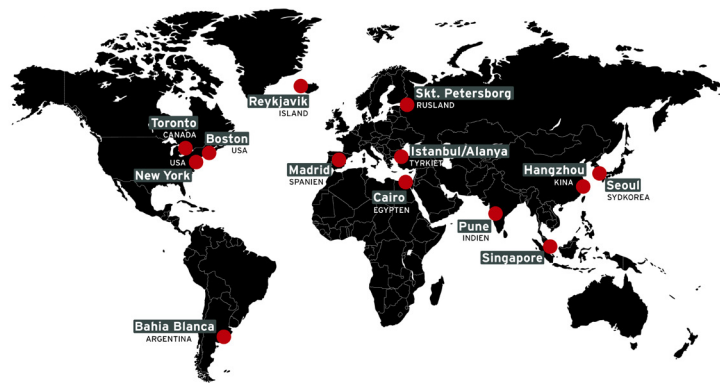 Skt. Petersborg
RUSLAND
Reykjavik
ISLAND
Toronto
CANADA
Boston
USA
USA
New York
Istanbul/Alanya
TYRKIET
Madrid
SPANIEN
Hangzhou
KINA
Seoul
SYDKOREA
Cairo
EGYPTEN
Pune
INDIEN
Singapore
Bahia Blanca
ARGENTINA